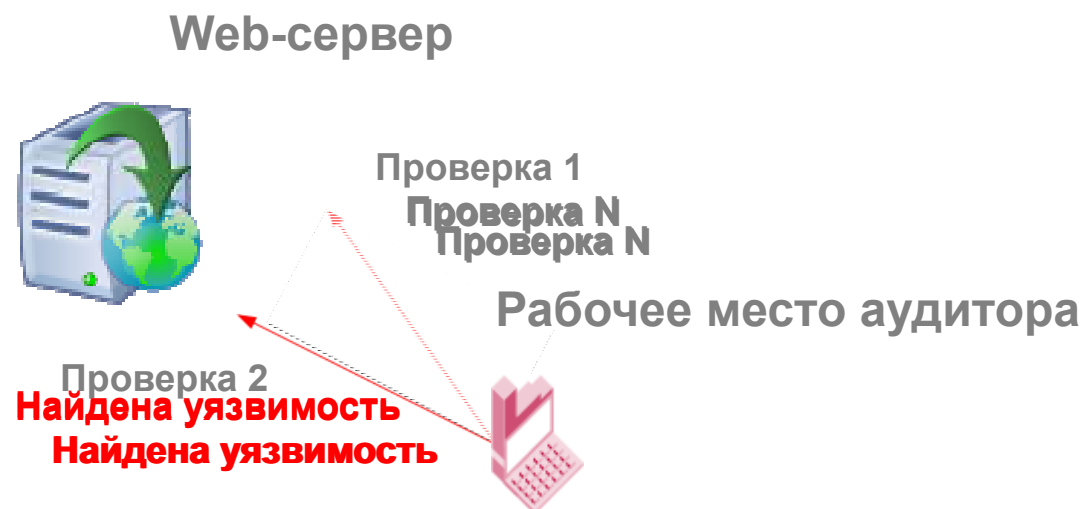 Web-сервер
Проверка 1
Проверка N
Проверка N
Рабочее место аудитора
Проверка 2
Найдена уязвимость
Найдена уязвимость